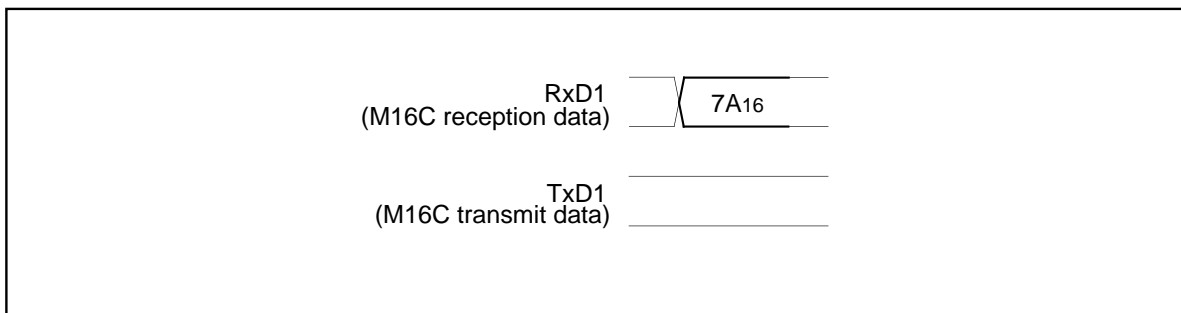 RxD1
(M16C reception data)
7A16
TxD1
(M16C transmit data)